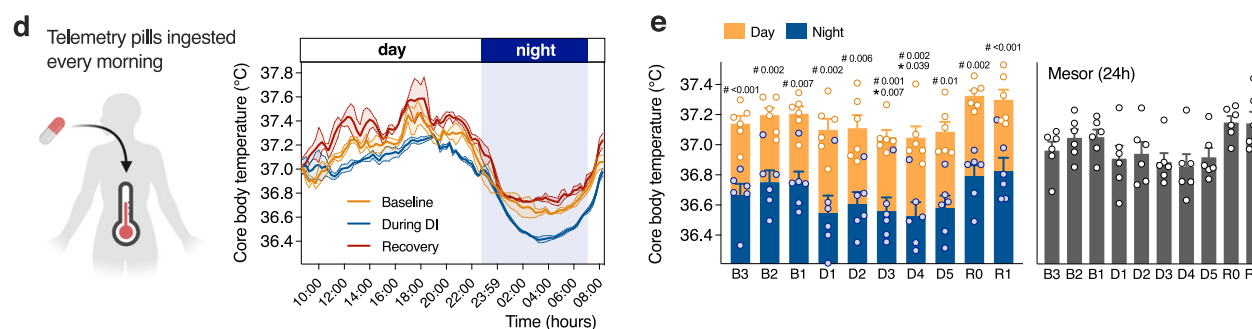 d
Telemetry pills ingested
every morning
day
night
Core body temperature (°C)
37.8
37.6
37.4
37.2
37.0
36.8
36.6
36.4
Baseline
During DI
Recovery
10:00
12:00
14:00
16:00
18:00
20:00
22:00
23:59
02:00
04:00
06:00
08:00
Time (hours)
e
Day
Night
Core body temperature (°C)
37.4
37.2
37.0
36.8
36.6
36.4
# <0.001
# 0.002
# 0.007
# 0.002
# 0.006
# 0.001
* 0.007
# 0.002
* 0.039
# 0.01
# 0.002
# <0.001
B3 B2 B1 D1 D2 D3 D4 D5 R0 R1
Mesor (24h)
B3 B2 B1 D1 D2 D3 D4 D5 R0